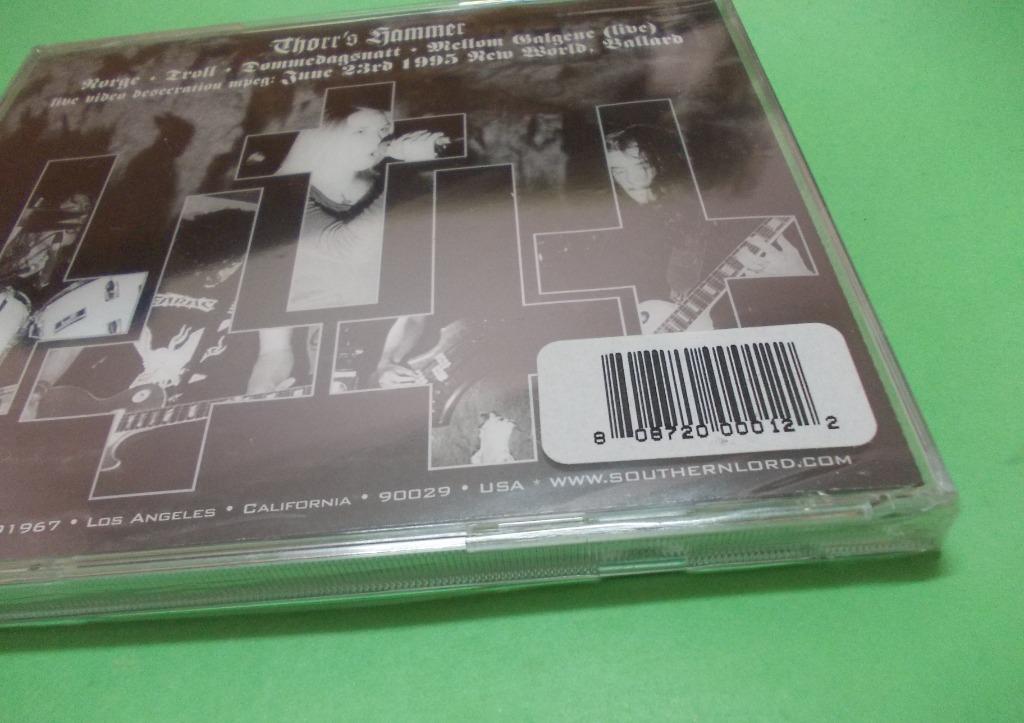 Thorr's Hammer
Norge • Troll • Dommedagsnatt • Mellom Galgene (live)
live video desecration mpeg: June 23rd 1995 New World, Ballard
8 08720 00012 2
91967 • Los Angeles • California • 90029 • USA * www.southernlord.com